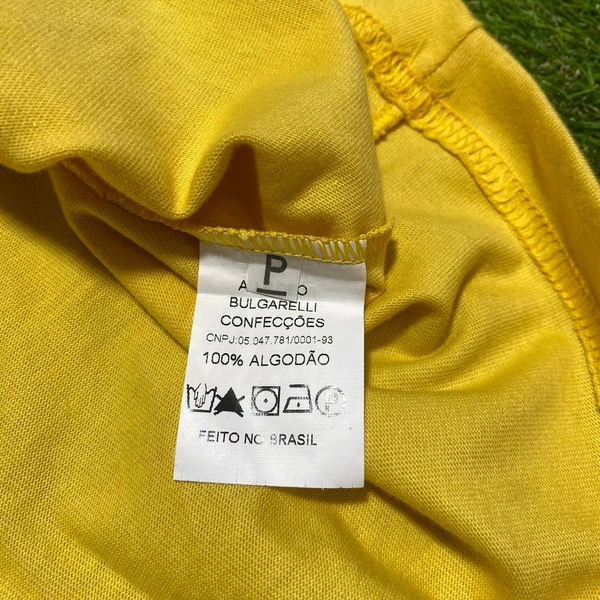 P
BULGARELLI
CONFECÇÕES
CNPJ:05.047.781/0001-93
100% ALGODÃO
FEITO NO BRASIL